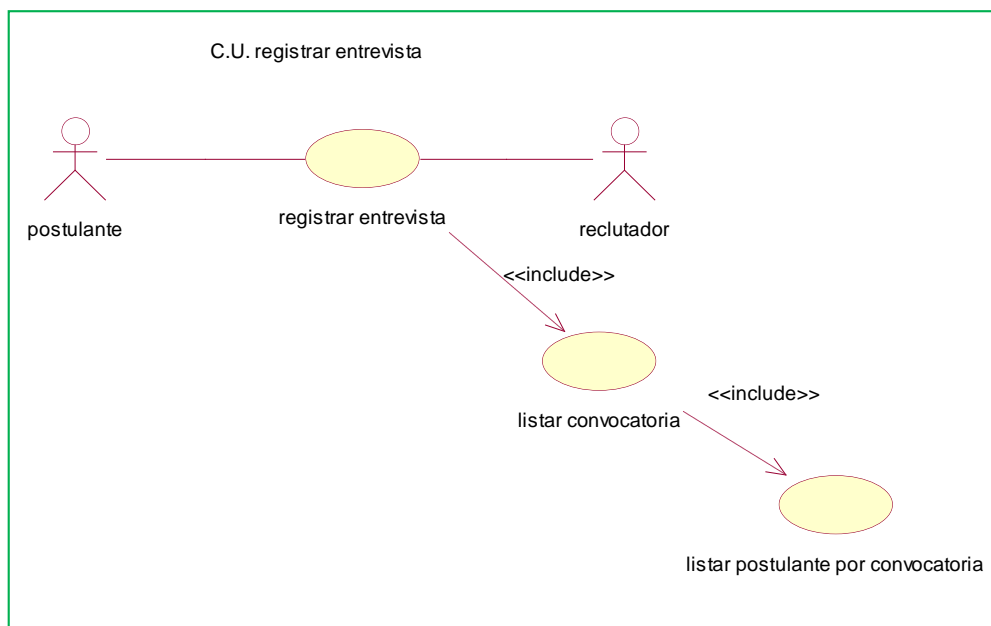 C.U. registrar entrevista
postulante
registrar entrevista
reclutador
<<include>>
listar convocatoria
<<include>>
listar postulante por convocatoria